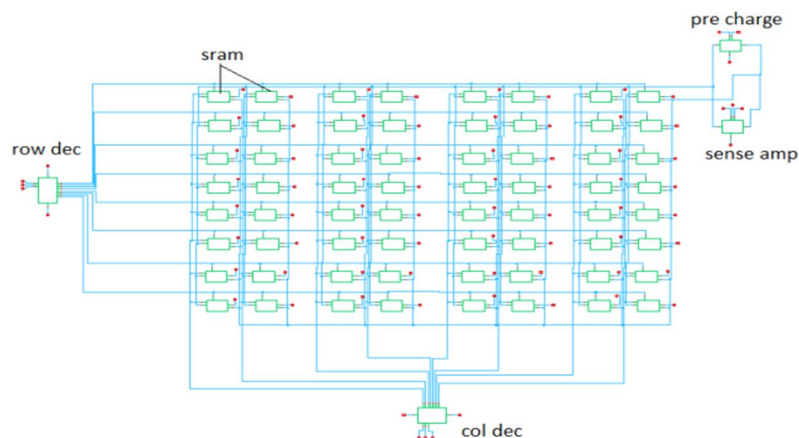 pre charge
sram
row dec
sense amp
col dec